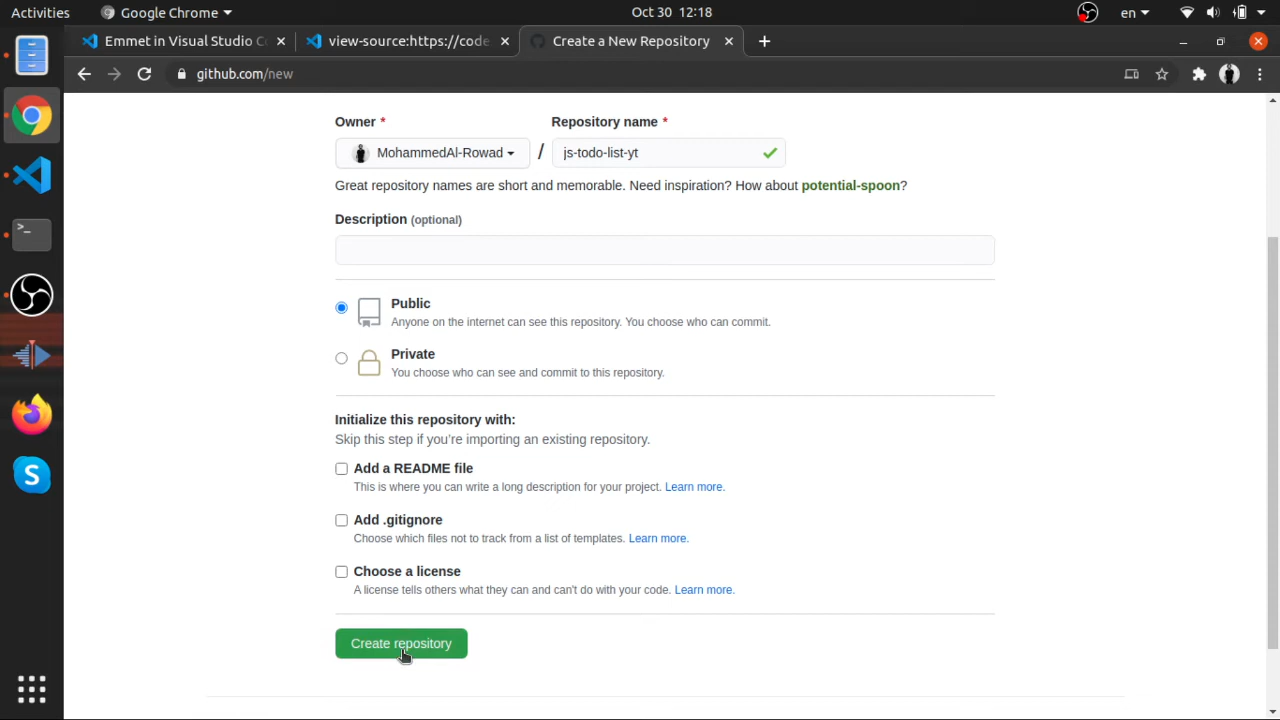 Activities Google Chrome Oct 30 12:18 en
Emmet in Visual Studio C view-source:https://code Create a New Repository
github.com/new
Owner * Repository name *
MohammedAl-Rowad / js-todo-list-yt
Great repository names are short and memorable. Need inspiration? How about potential-spoon?
Description (optional)
Public
Anyone on the internet can see this repository. You choose who can commit.
Private
You choose who can see and commit to this repository.
Initialize this repository with:
Skip this step if you're importing an existing repository.
Add a README file
This is where you can write a long description for your project. Learn more.
Add .gitignore
Choose which files not to track from a list of templates. Learn more.
Choose a license
A license tells others what they can and can't do with your code. Learn more.
Create repository